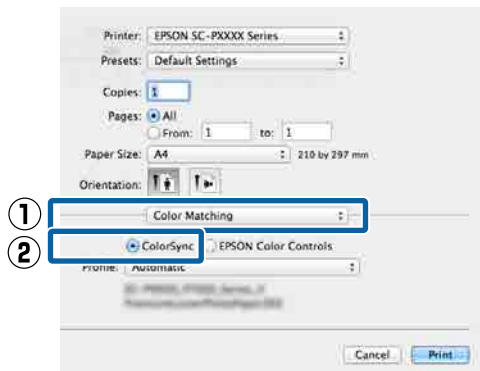 Printer: EPSON SC-PXXXX Series
Presets: Default Settings
Copies: 1
Pages: All
From: 1 to: 1
Paper Size: A4 210 by 297 mm
Orientation:
① Color Matching
② ColorSync EPSON Color Controls
Profile: Automatic
Cancel Print